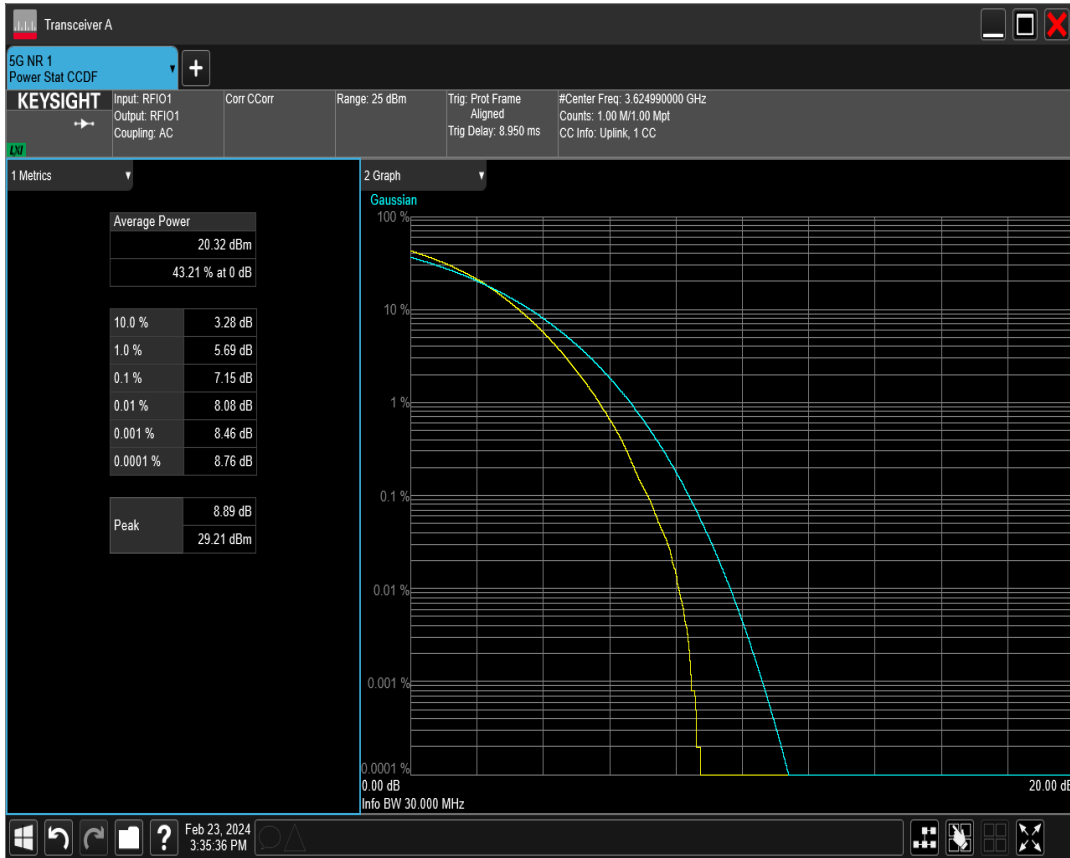 Transceiver A
5G NR 1
Power Stat CCDF
+
KEYSIGHT
LXI
Input: RFIO1
Output: RFIO1
Coupling: AC
Corr CCorr
Range: 25 dBm
Trig: Prot Frame
Aligned
Trig Delay: 8.950 ms
#Center Freq: 3.624990000 GHz
Counts: 1.00 M/1.00 Mpt
CC Info: Uplink, 1 CC
1 Metrics
Average Power
20.32 dBm
43.21 % at 0 dB
10.0 % 3.28 dB
1.0 % 5.69 dB
0.1 % 7.15 dB
0.01 % 8.08 dB
0.001 % 8.46 dB
0.0001 % 8.76 dB
Peak 8.89 dB
29.21 dBm
2 Graph
Gaussian
100 %
10 %
1 %
0.1 %
0.01 %
0.001 %
0.0001 %
0.00 dB 20.00 dB
Info BW 30.000 MHz
?
Feb 23, 2024
3:35:36 PM